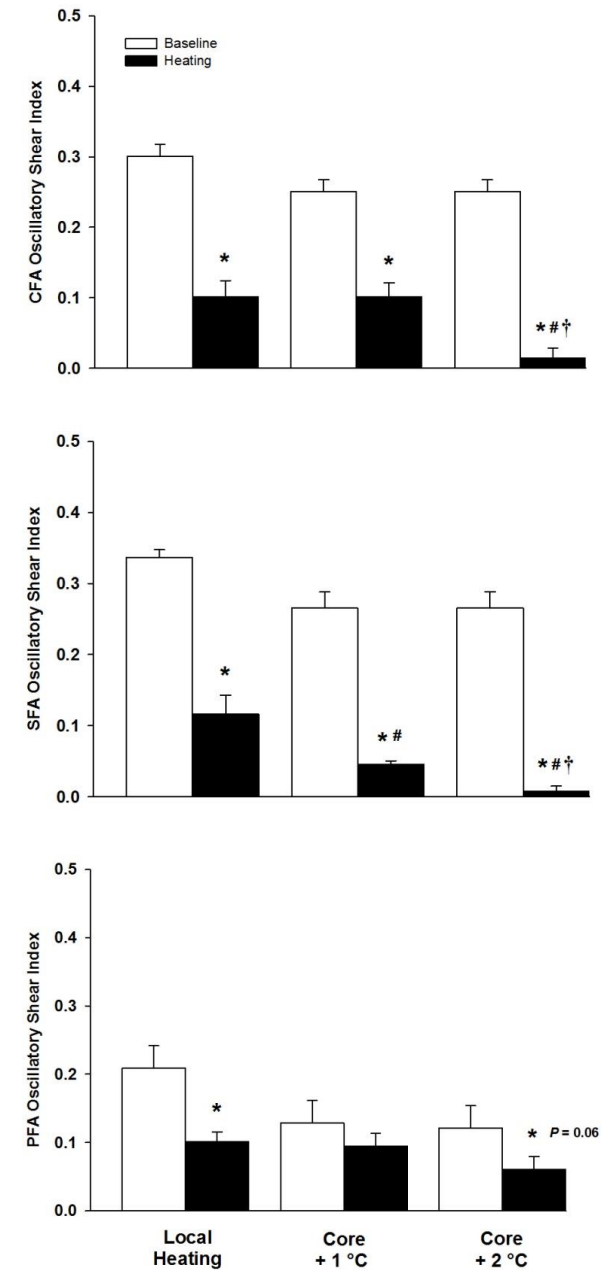 CFA Oscillatory Shear Index
0.5
0.4
0.3
0.2
0.1
0.0
Baseline
Heating
*
*
* # †
SFA Oscillatory Shear Index
0.5
0.4
0.3
0.2
0.1
0.0
*
* #
* # †
PFA Oscillatory Shear Index
0.5
0.4
0.3
0.2
0.1
0.0
*
* P = 0.06
Local
Heating
Core
+ 1 °C
Core
+ 2 °C